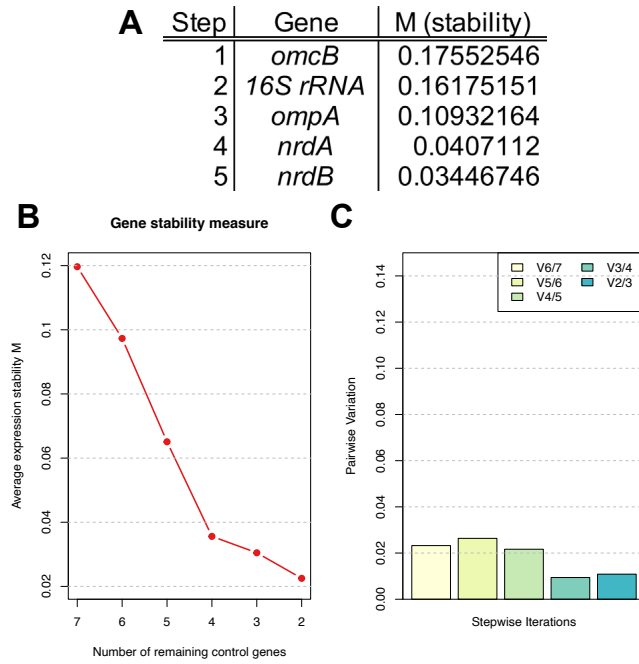 A
Step Gene M (stability)
1 omcB 0.17552546
2 16S rRNA 0.16175151
3 ompA 0.10932164
4 nrdA 0.0407112
5 nrdB 0.03446746
B
Gene stability measure
Average expression stability M
0.12
0.1
0.08
0.06
0.04
0.02
7 6 5 4 3 2
Number of remaining control genes
C
Pairwise Variation
0.14
0.12
0.10
0.08
0.06
0.04
0.02
0.00
V6/7 V3/4
V5/6 V2/3
V4/5
Stepwise Iterations